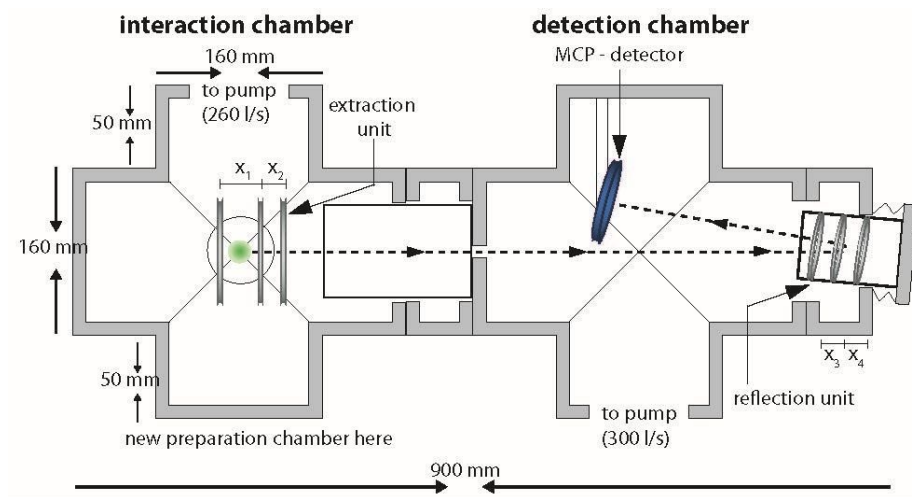 interaction chamber
detection chamber
160 mm
MCP - detector
to pump
(260 l/s)
extraction
unit
50 mm
x1
x2
160 mm
50 mm
x3
x4
reflection unit
to pump
(300 l/s)
new preparation chamber here
900 mm